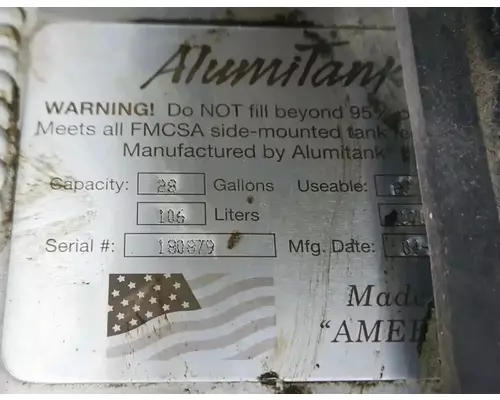 AlumiTank
WARNING! Do NOT fill beyond 95%
Meets all FMCSA side-mounted tank
Manufactured by Alumitank
Capacity: 28 Gallons Useable:
106 Liters
Serial #: 180879 Mfg. Date:
Made
"AMER